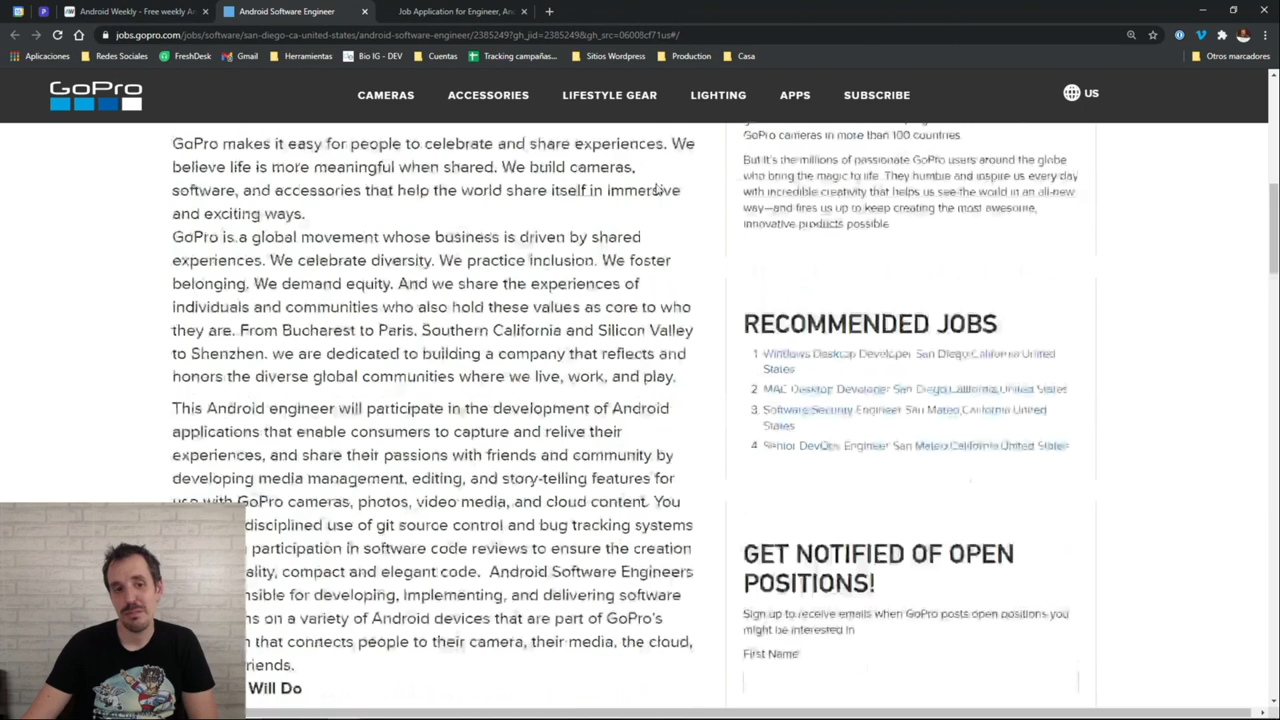 Android Weekly - Free weekly A
Android Software Engineer
Job Application for Engineer, An
jobs.gopro.com/jobs/software/san-diego-ca-united-states/android-software-engineer/2385249?gh_jid=2385249&gh_src=06008cf71us#/
Aplicaciones
Redes Sociales
FreshDesk
Gmail
Herramientas
Bio IG - DEV
Cuentas
Tracking campañas...
Sitios Wordpress
Production
Casa
Otros marcadores
GoPro
CAMERAS
ACCESSORIES
LIFESTYLE GEAR
LIGHTING
APPS
SUBSCRIBE
US
GoPro makes it easy for people to celebrate and share experiences. We
believe life is more meaningful when shared. We build cameras,
software, and accessories that help the world share itself in immersive
and exciting ways.
GoPro is a global movement whose business is driven by shared
experiences. We celebrate diversity. We practice inclusion. We foster
belonging. We demand equity. And we share the experiences of
individuals and communities who also hold these values as core to who
they are. From Bucharest to Paris. Southern California and Silicon Valley
to Shenzhen. we are dedicated to building a company that reflects and
honors the diverse global communities where we live, work, and play.
This Android engineer will participate in the development of Android
applications that enable consumers to capture and relive their
experiences, and share their passions with friends and community by
developing media management, editing, and story-telling features for
use with GoPro cameras, photos, video media, and cloud content. You
disciplined use of git source control and bug tracking systems
participation in software code reviews to ensure the creation
ality, compact and elegant code. Android Software Engineers
nsible for developing, implementing, and delivering software
ns on a variety of Android devices that are part of GoPro's
n that connects people to their camera, their media, the cloud,
riends.
Will Do
GoPro cameras in more than 100 countries.
But it's the millions of passionate GoPro users around the globe
who bring the magic to life. They humble and inspire us every day
with incredible creativity that helps us see the world in an all-new
way—and fires us up to keep creating the most awesome,
innovative products possible
RECOMMENDED JOBS
1 Windows Desktop Developer San Diego,California United
States
2 MAC Desktop Developer San Diego,California,United States
3 Software Security Engineer San Mateo,California United
States
4 Senior DevOps Engineer San Mateo,California United States
GET NOTIFIED OF OPEN
POSITIONS!
Sign up to receive emails when GoPro posts open positions you
might be interested in
First Name